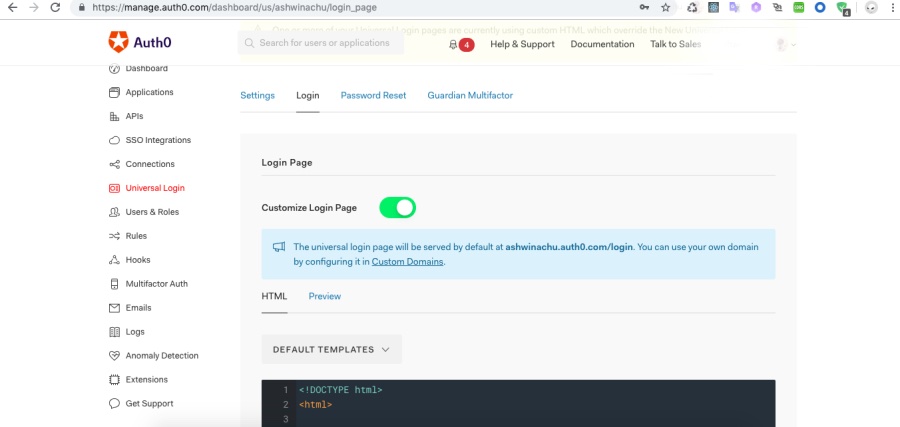 https://manage.auth0.com/dashboard/us/ashwinachu/login_page
One or more of your Universal Login pages are currently using custom HTML which override the New
Auth0
Search for users or applications
4
Help & Support
Documentation
Talk to Sales
4
Dashboard
Applications
APIs
SSO Integrations
Connections
Universal Login
Users & Roles
Rules
Hooks
Multifactor Auth
Emails
Logs
Anomaly Detection
Extensions
Get Support
Settings
Login
Password Reset
Guardian Multifactor
Login Page
Customize Login Page
The universal login page will be served by default at ashwinachu.auth0.com/login. You can use your own domain
by configuring it in Custom Domains.
HTML
Preview
DEFAULT TEMPLATES
1 <!DOCTYPE html>
2 <html>
3